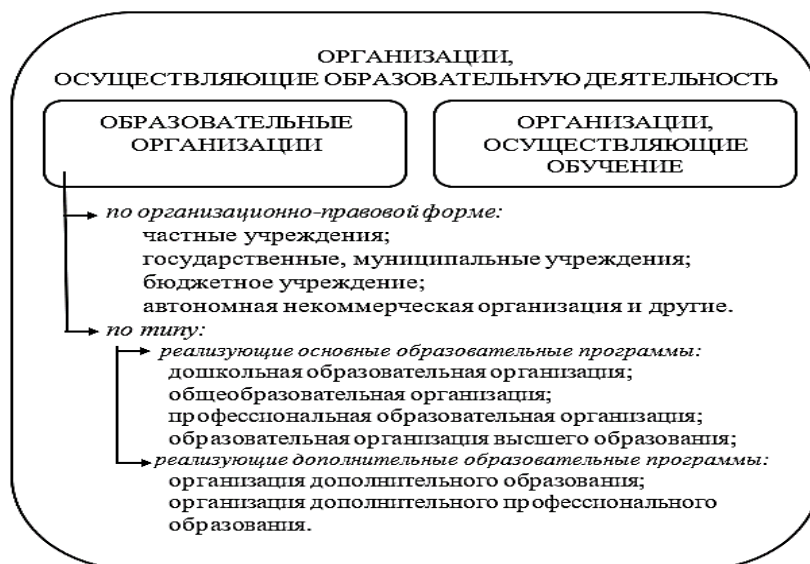 ОРГАНИЗАЦИИ,
ОСУЩЕСТВЛЯЮЩИЕ ОБРАЗОВАТЕЛЬНУЮ ДЕЯТЕЛЬНОСТЬ
ОБРАЗОВАТЕЛЬНЫЕ
ОРГАНИЗАЦИИ
ОРГАНИЗАЦИИ,
ОСУЩЕСТВЛЯЮЩИЕ
ОБУЧЕНИЕ
по организационно-правовой форме:
частные учреждения;
государственные, муниципальные учреждения;
бюджетное учреждение;
автономная некоммерческая организация и другие.
по типу:
реализующие основные образовательные программы:
дошкольная образовательная организация;
общеобразовательная организация;
профессиональная образовательная организация;
образовательная организация высшего образования;
реализующие дополнительные образовательные программы:
организация дополнительного образования;
организация дополнительного профессионального
образования.